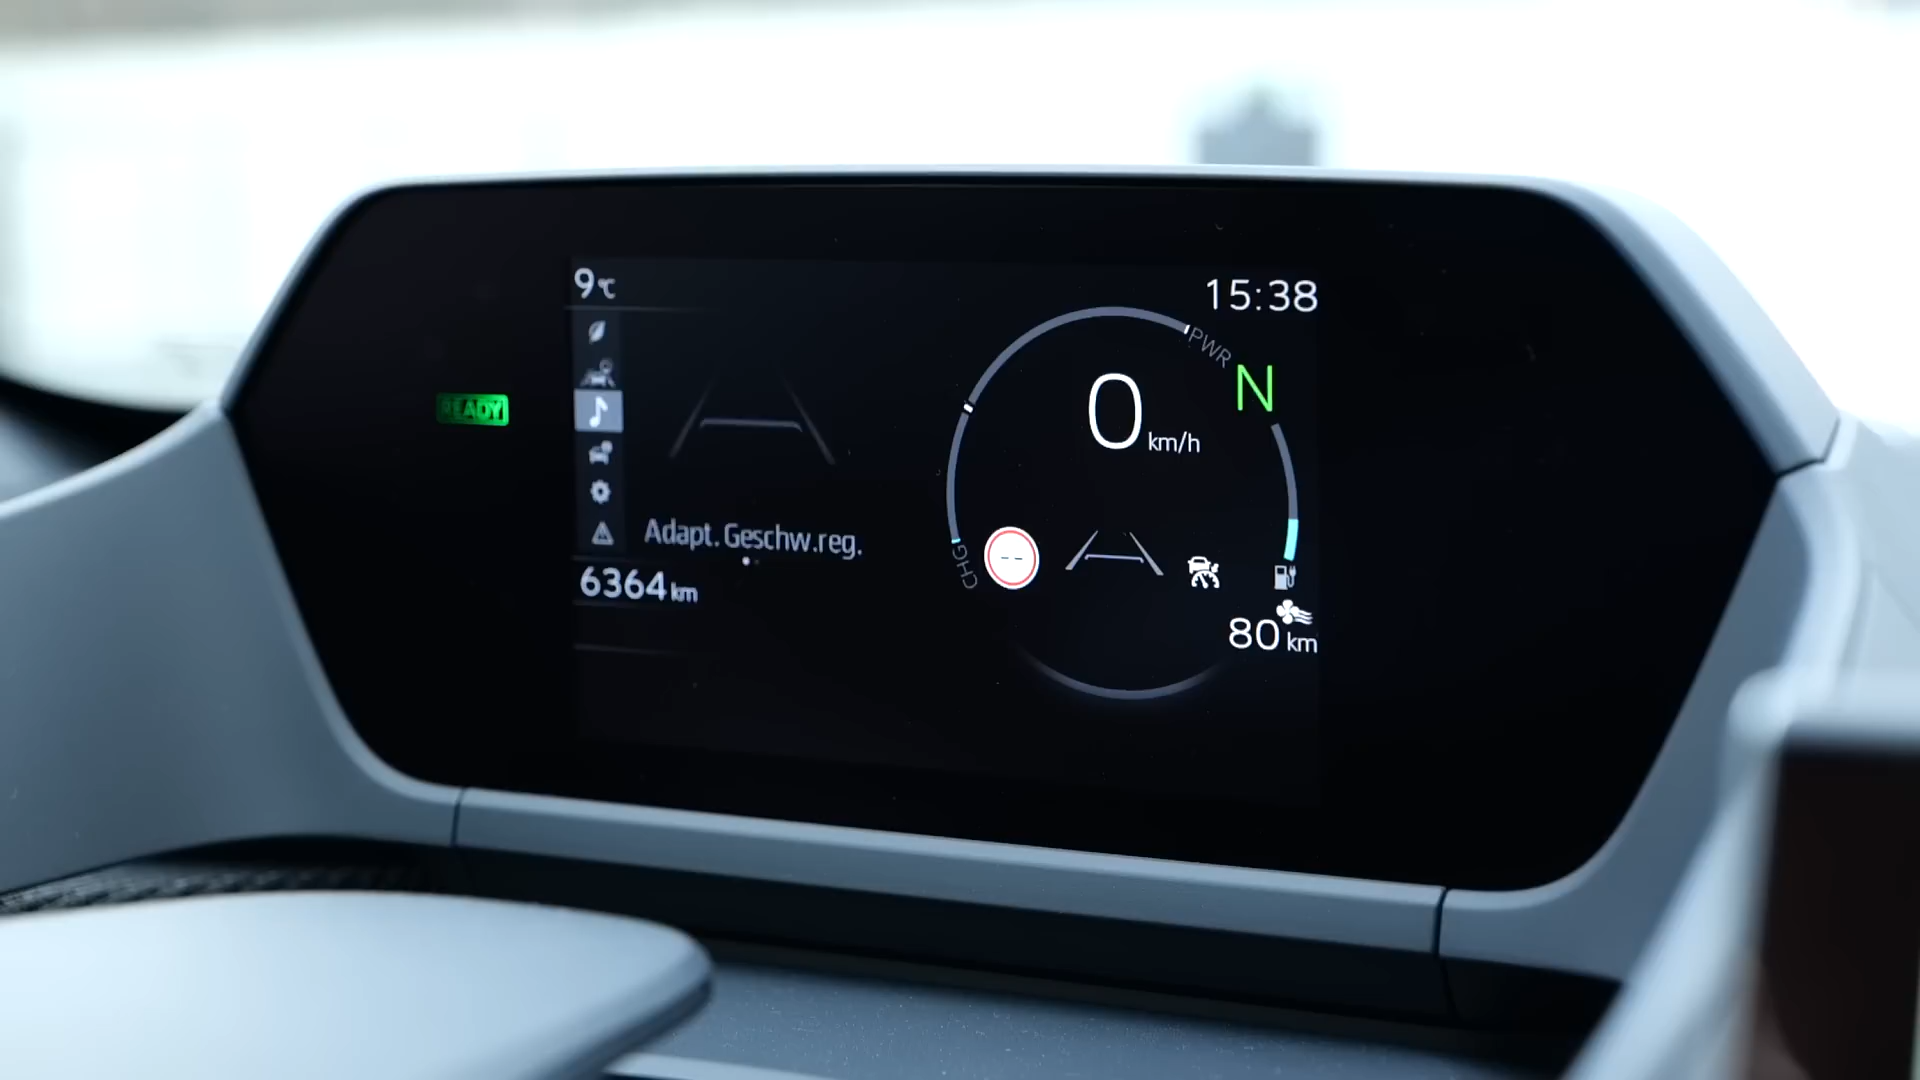 9°C
15:38
PWR
N
READY
0 km/h
Adapt. Geschw.reg.
--
CHG
6364 km
80 km